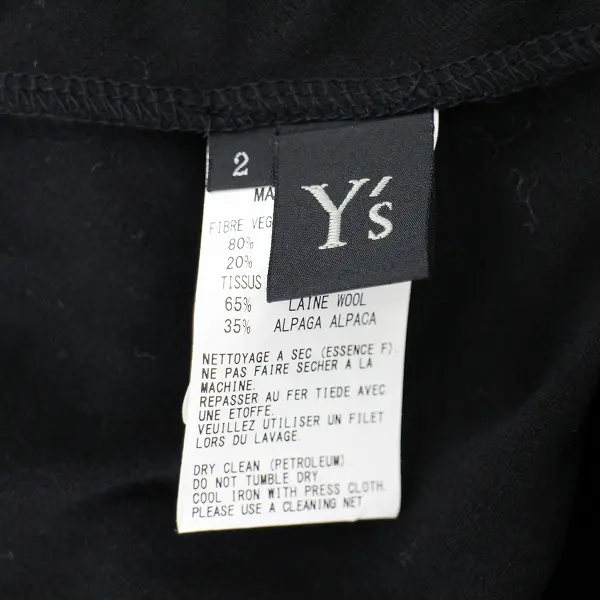 2
Y's
MA
FIBRE VEG
80%
20%
TISSUS
65% LAINE WOOL
35% ALPAGA ALPACA
NETTOYAGE A SEC (ESSENCE F).
NE PAS FAIRE SECHER A LA
MACHINE.
REPASSER AU FER TIEDE AVEC
UNE ETOFFE.
VEUILLEZ UTILISER UN FILET
LORS DU LAVAGE
DRY CLEAN (PETROLEUM)
DO NOT TUMBLE DRY
COOL IRON WITH PRESS CLOTH.
PLEASE USE A CLEANING NET